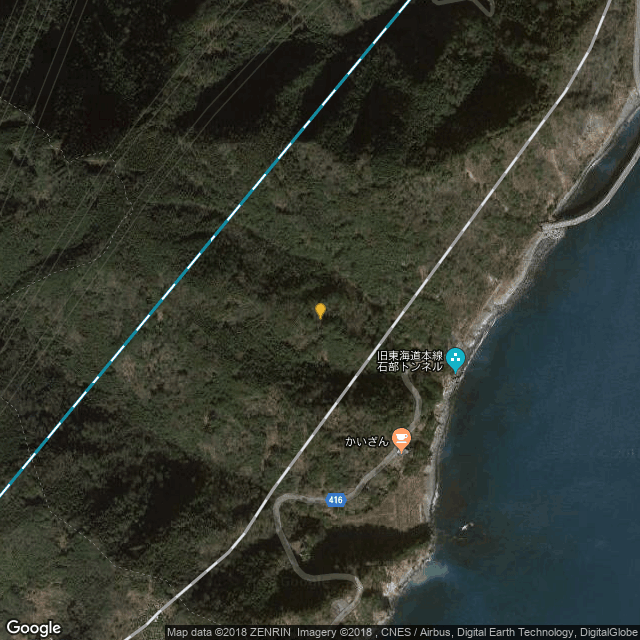 旧東海道本線
石部トンネル
かいざん
416
Google
Map data ©2018 ZENRIN Imagery ©2018 , CNES / Airbus, Digital Earth Technology, DigitalGlobe